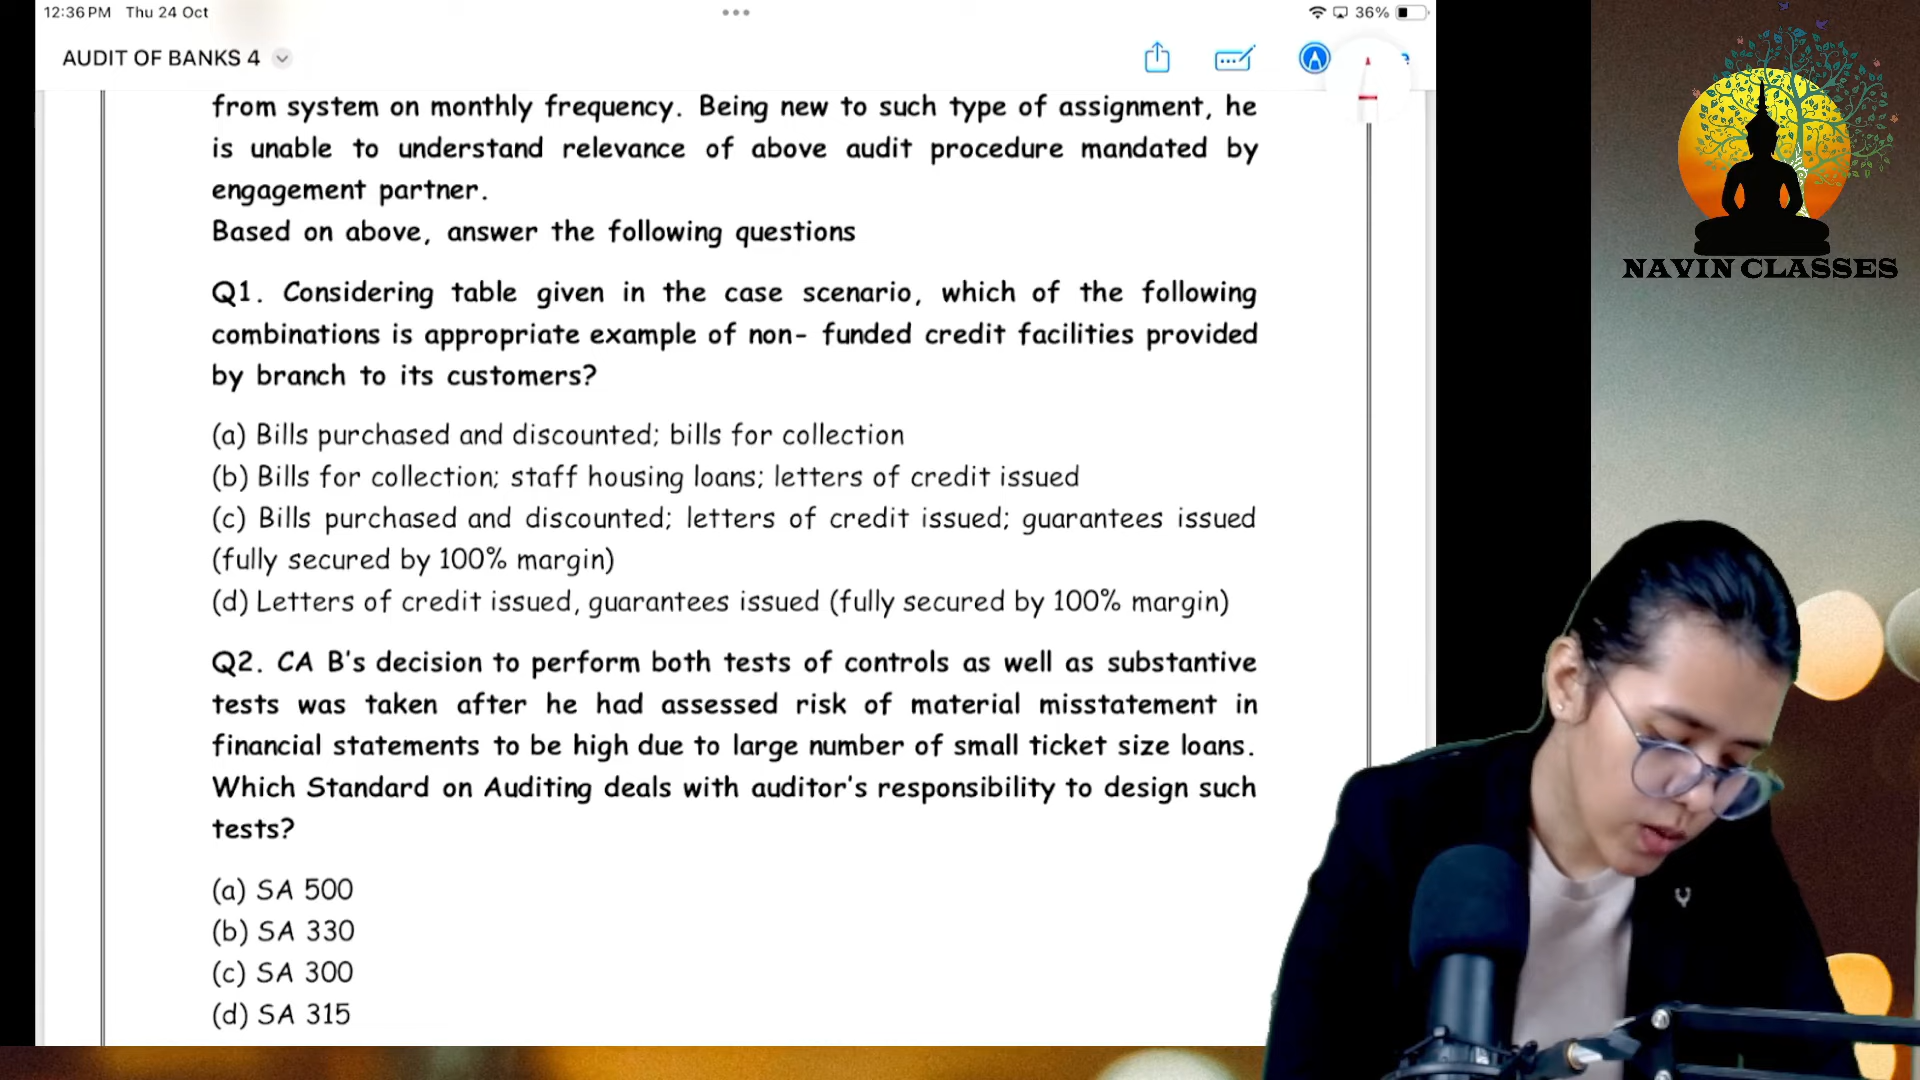 12:36 PM Thu 24 Oct
36%
AUDIT OF BANKS 4
from system on monthly frequency. Being new to such type of assignment, he
is unable to understand relevance of above audit procedure mandated by
engagement partner.
Based on above, answer the following questions
Q1. Considering table given in the case scenario, which of the following
combinations is appropriate example of non- funded credit facilities provided
by branch to its customers?
(a) Bills purchased and discounted; bills for collection
(b) Bills for collection; staff housing loans; letters of credit issued
(c) Bills purchased and discounted; letters of credit issued; guarantees issued
(fully secured by 100% margin)
(d) Letters of credit issued, guarantees issued (fully secured by 100% margin)
Q2. CA B's decision to perform both tests of controls as well as substantive
tests was taken after he had assessed risk of material misstatement in
financial statements to be high due to large number of small ticket size loans.
Which Standard on Auditing deals with auditor's responsibility to design such
tests?
(a) SA 500
(b) SA 330
(c) SA 300
(d) SA 315
NAVIN CLASSES